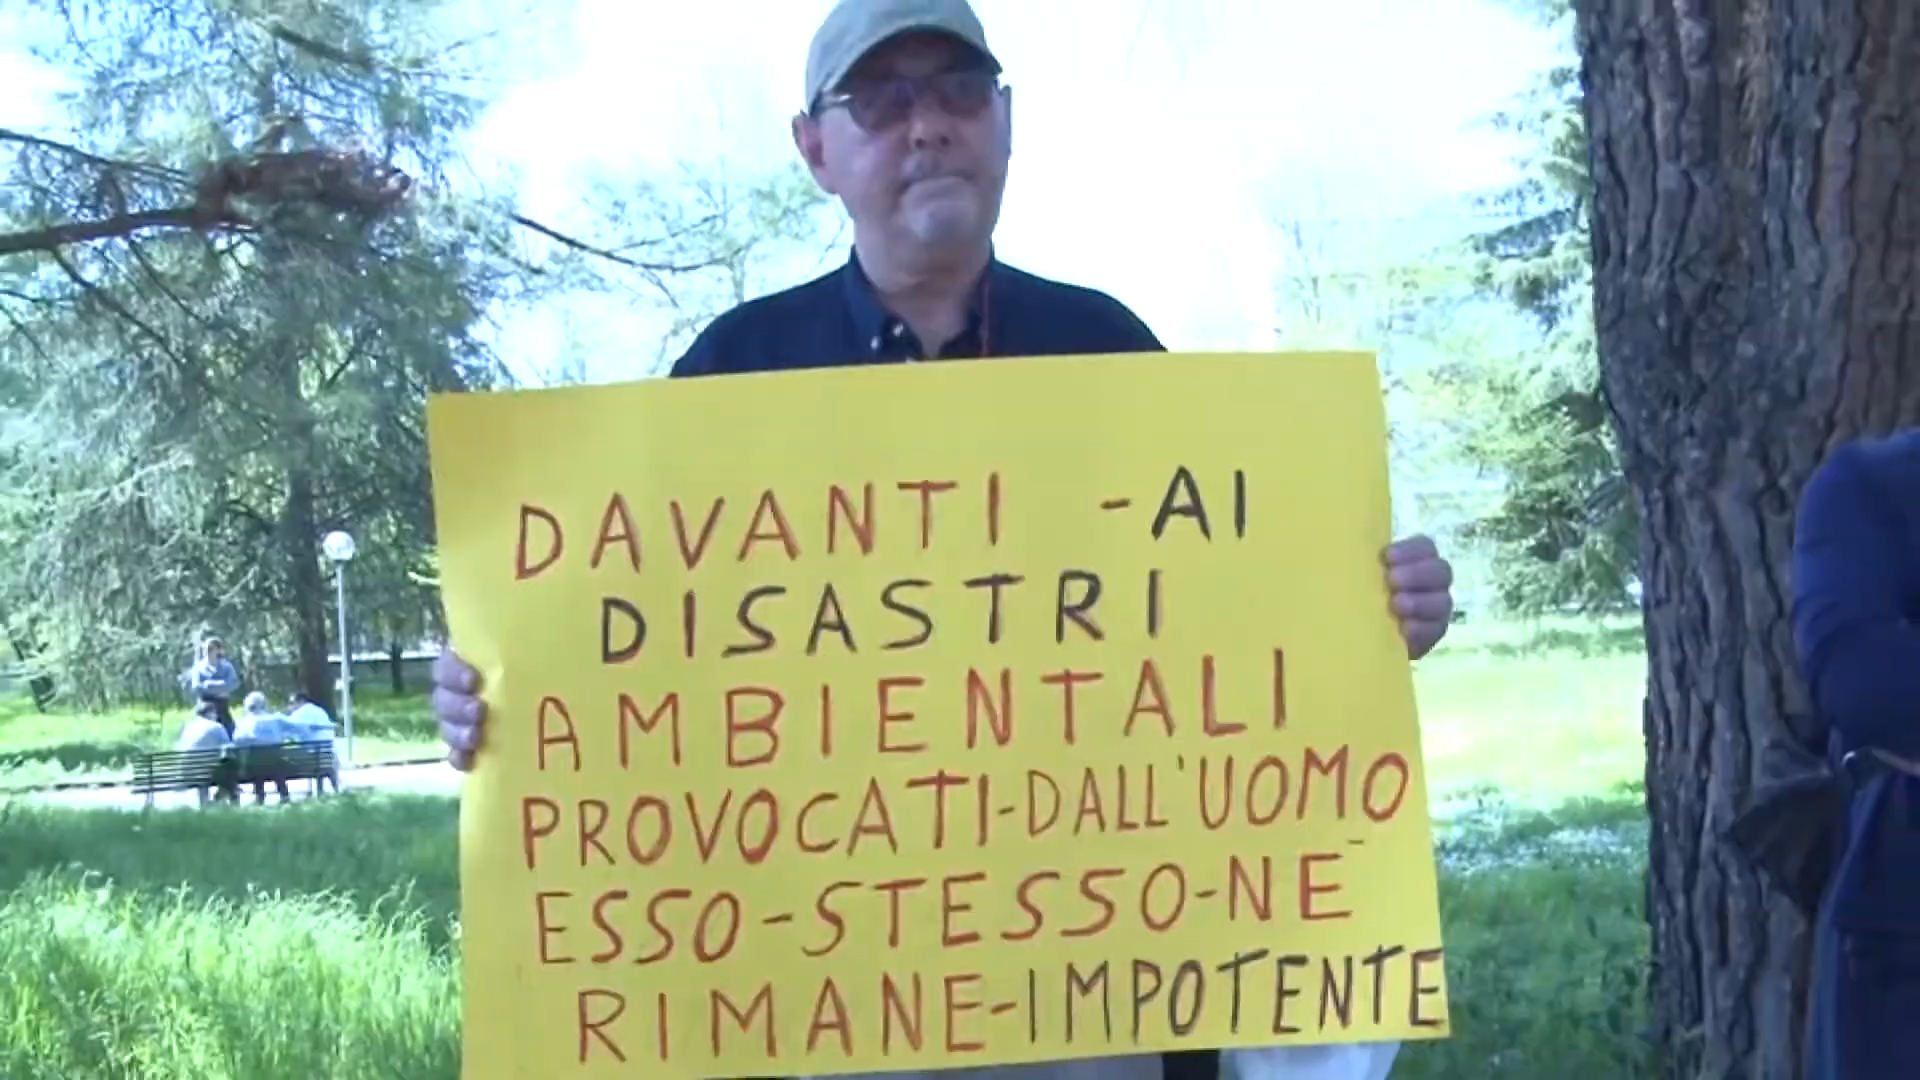 DAVANTI -AI
DISASTRI
AMBIENTALI
PROVOCATI-DALL'UOMO
ESSO-STESSO-NE
RIMANE-IMPOTENTE